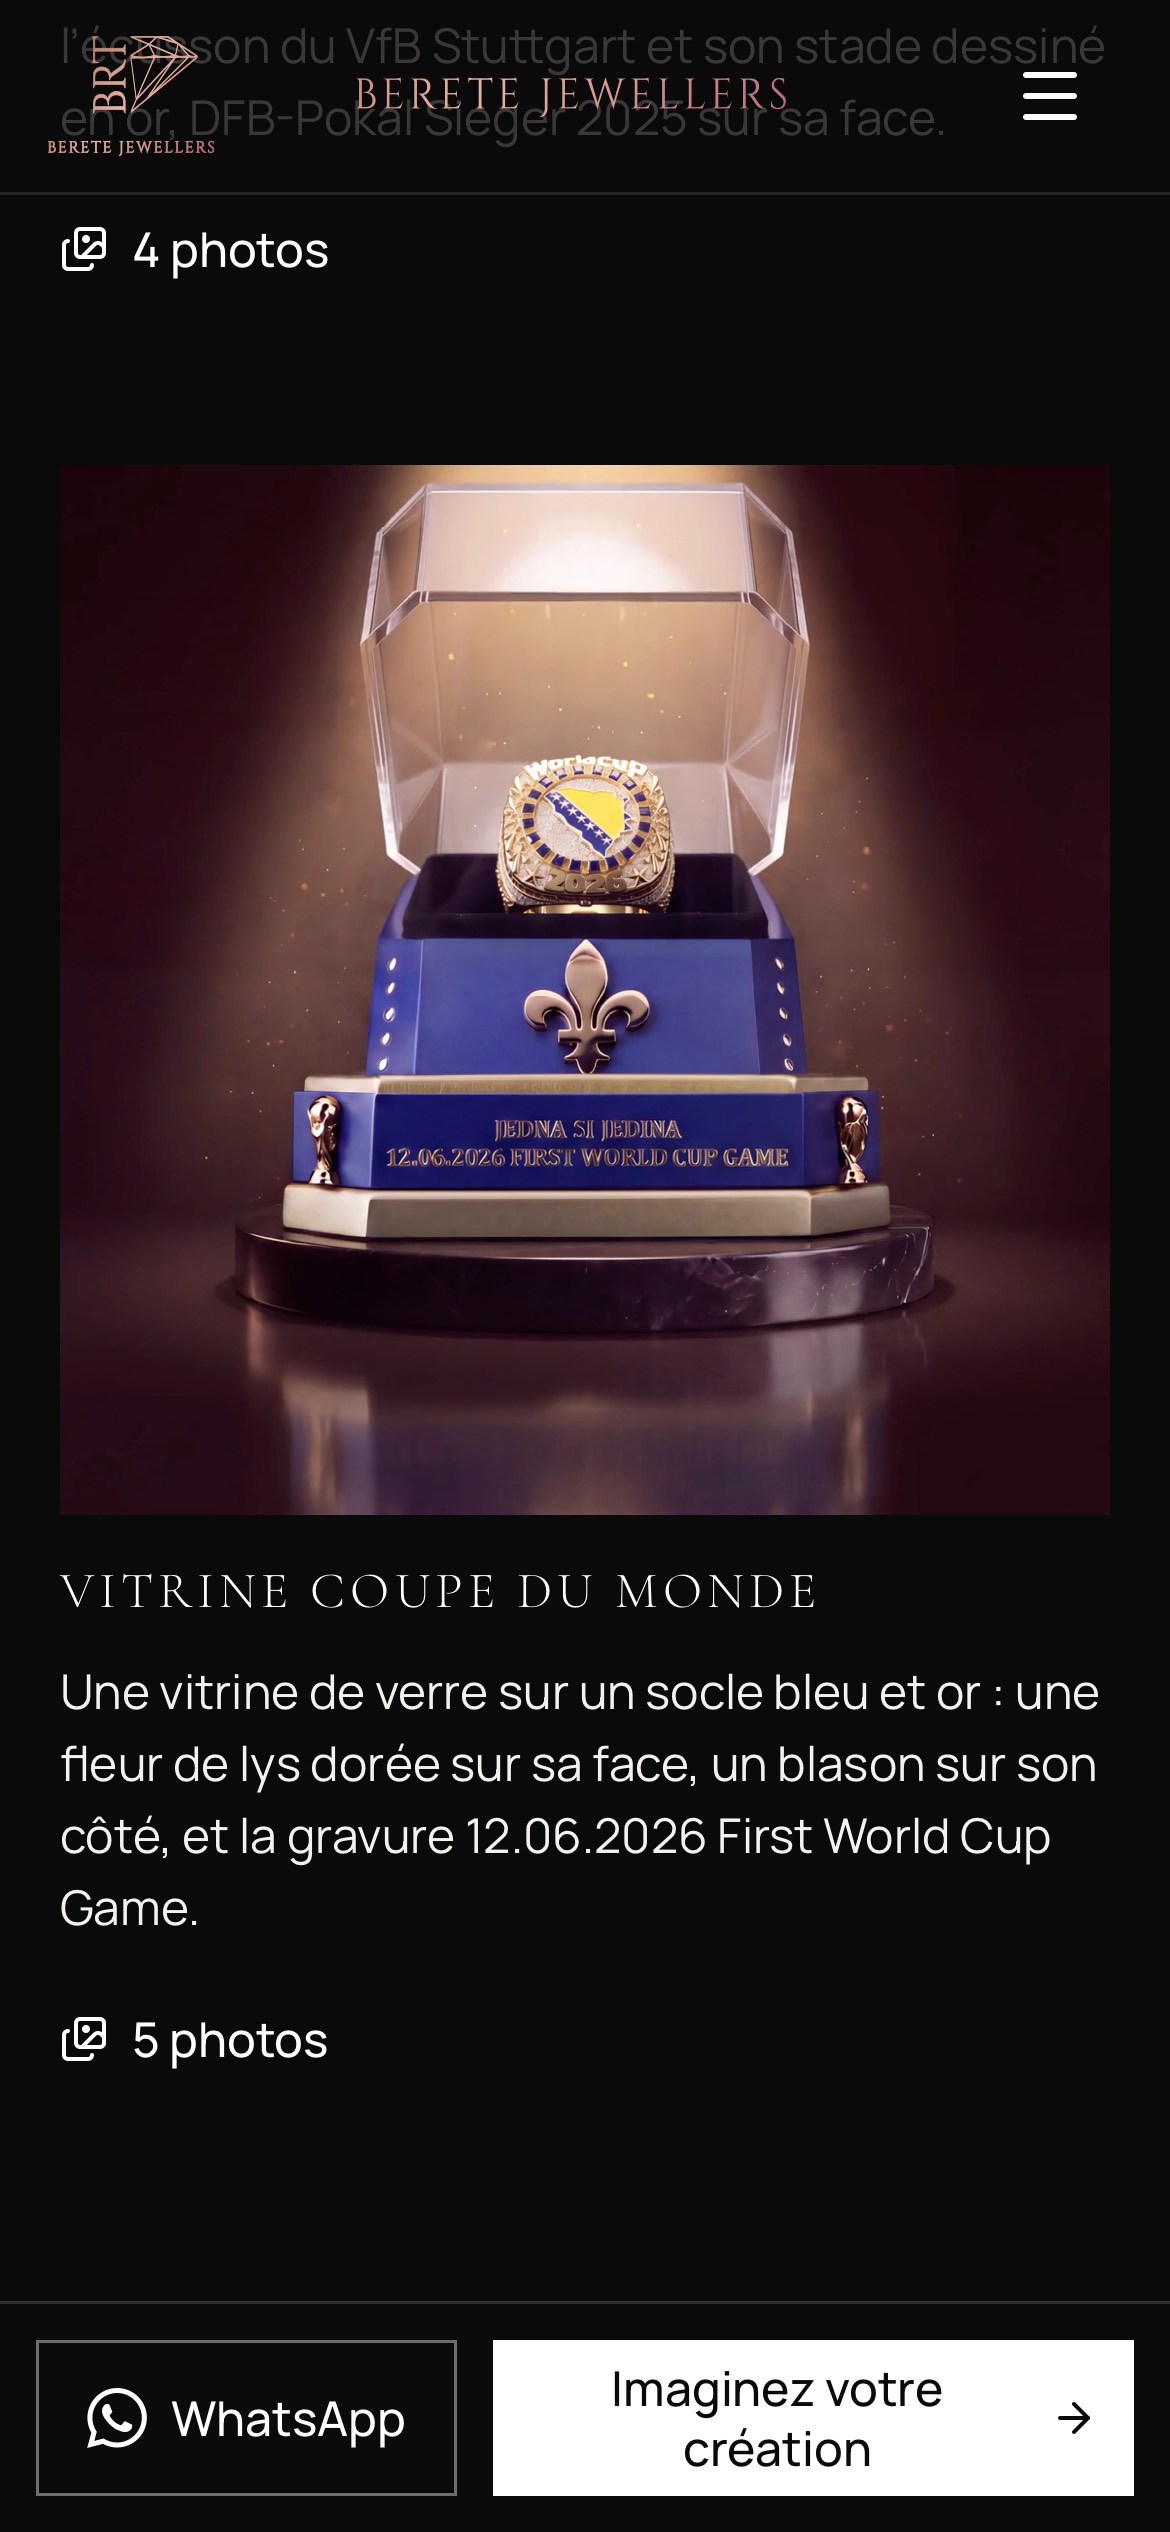 l'écusson du VfB Stuttgart et son stade dessiné
en or, DFB-Pokal Sieger 2025 sur sa face.
BRT
BERETE JEWELLERS
BERETE JEWELLERS
4 photos
Worldcup
2026
JEDNA SI JEDINA
12.06.2026 FIRST WORLD CUP GAME
VITRINE COUPE DU MONDE
Une vitrine de verre sur un socle bleu et or : une
fleur de lys dorée sur sa face, un blason sur son
côté, et la gravure 12.06.2026 First World Cup
Game.
5 photos
WhatsApp
Imaginez votre
création